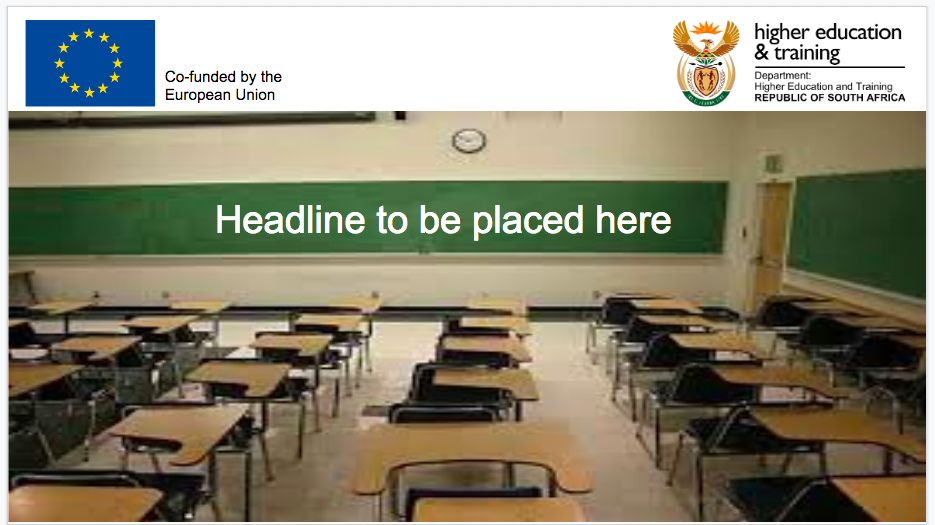 Co-funded by the
European Union
higher education
& training
Department:
Higher Education and Training
REPUBLIC OF SOUTH AFRICA
Headline to be placed here